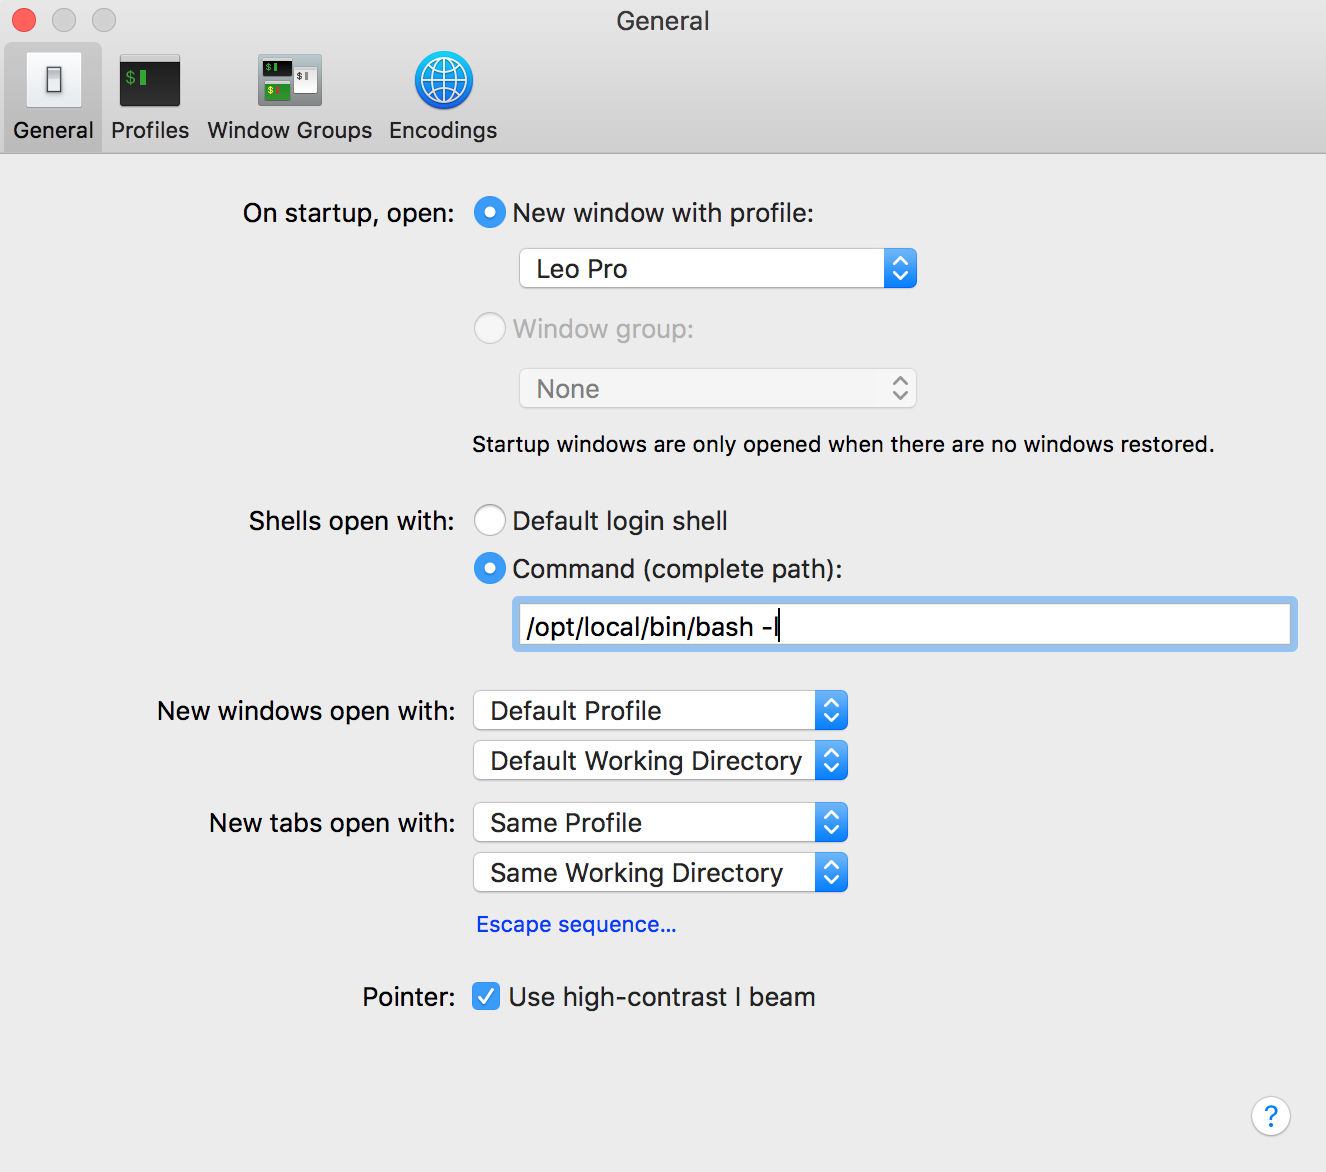 General
General Profiles Window Groups Encodings
On startup, open: New window with profile:
Leo Pro
Window group:
None
Startup windows are only opened when there are no windows restored.
Shells open with: Default login shell
Command (complete path):
/opt/local/bin/bash -l
New windows open with: Default Profile
Default Working Directory
New tabs open with: Same Profile
Same Working Directory
Escape sequence...
Pointer: Use high-contrast I beam
?